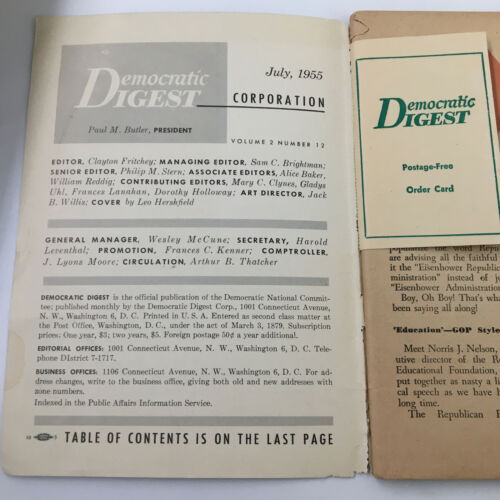 Democratic
DIGEST
July, 1955
CORPORATION
Paul M. Butler, PRESIDENT
VOLUME 2 NUMBER 12
EDITOR, Clayton Fritchey; MANAGING EDITOR, Sam C. Brightman;
SENIOR EDITOR, Philip M. Stern; ASSOCIATE EDITORS, Alice Baker,
William Reddig; CONTRIBUTING EDITORS, Mary C. Clynes, Gladys
Uhl, Frances Lanahan, Dorothy Holloway; ART DIRECTOR, Jack
B. Willis; COVER by Leo Hershfield
GENERAL MANAGER, Wesley McCune; SECRETARY, Harold
Leventhal; PROMOTION, Frances C. Kenner; COMPTROLLER,
J. Lyons Moore; CIRCULATION, Arthur B. Thatcher
DEMOCRATIC DIGEST is the official publication of the Democratic National Commit-
tee; published monthly by the Democratic Digest Corp., 1001 Connecticut Avenue,
N. W., Washington 6, D. C. Printed in U. S. A. Entered as second class matter at
the Post Office, Washington, D. C., under the act of March 3, 1879. Subscription
prices: One year, $3; two years, $5. Foreign postage 50¢ a year additional.
EDITORIAL OFFICES: 1001 Connecticut Avenue, N. W., Washington 6, D. C. Tele-
phone DIstrict 7-1717.
BUSINESS OFFICES: 1106 Connecticut Avenue, N. W., Washington 6, D. C. For ad-
dress changes, write to the business office, giving both old and new addresses with
zone numbers.
Indexed in the Public Affairs Information Service.
TABLE OF CONTENTS IS ON THE LAST PAGE
Democratic
DIGEST
Postage-Free
Order Card
popularize the word Repu
are advising all the faithful
it the "Eisenhower Republic
ministration" instead of j
"Eisenhower Administration
Boy, Oh Boy! That's wha
been saying all along!
'Education'—GOP Style
Meet Norris J. Nelson,
cutive director of the Re
Educational Foundation,
put together as nasty a li
cal speech as we have h
long time.
The Republican E